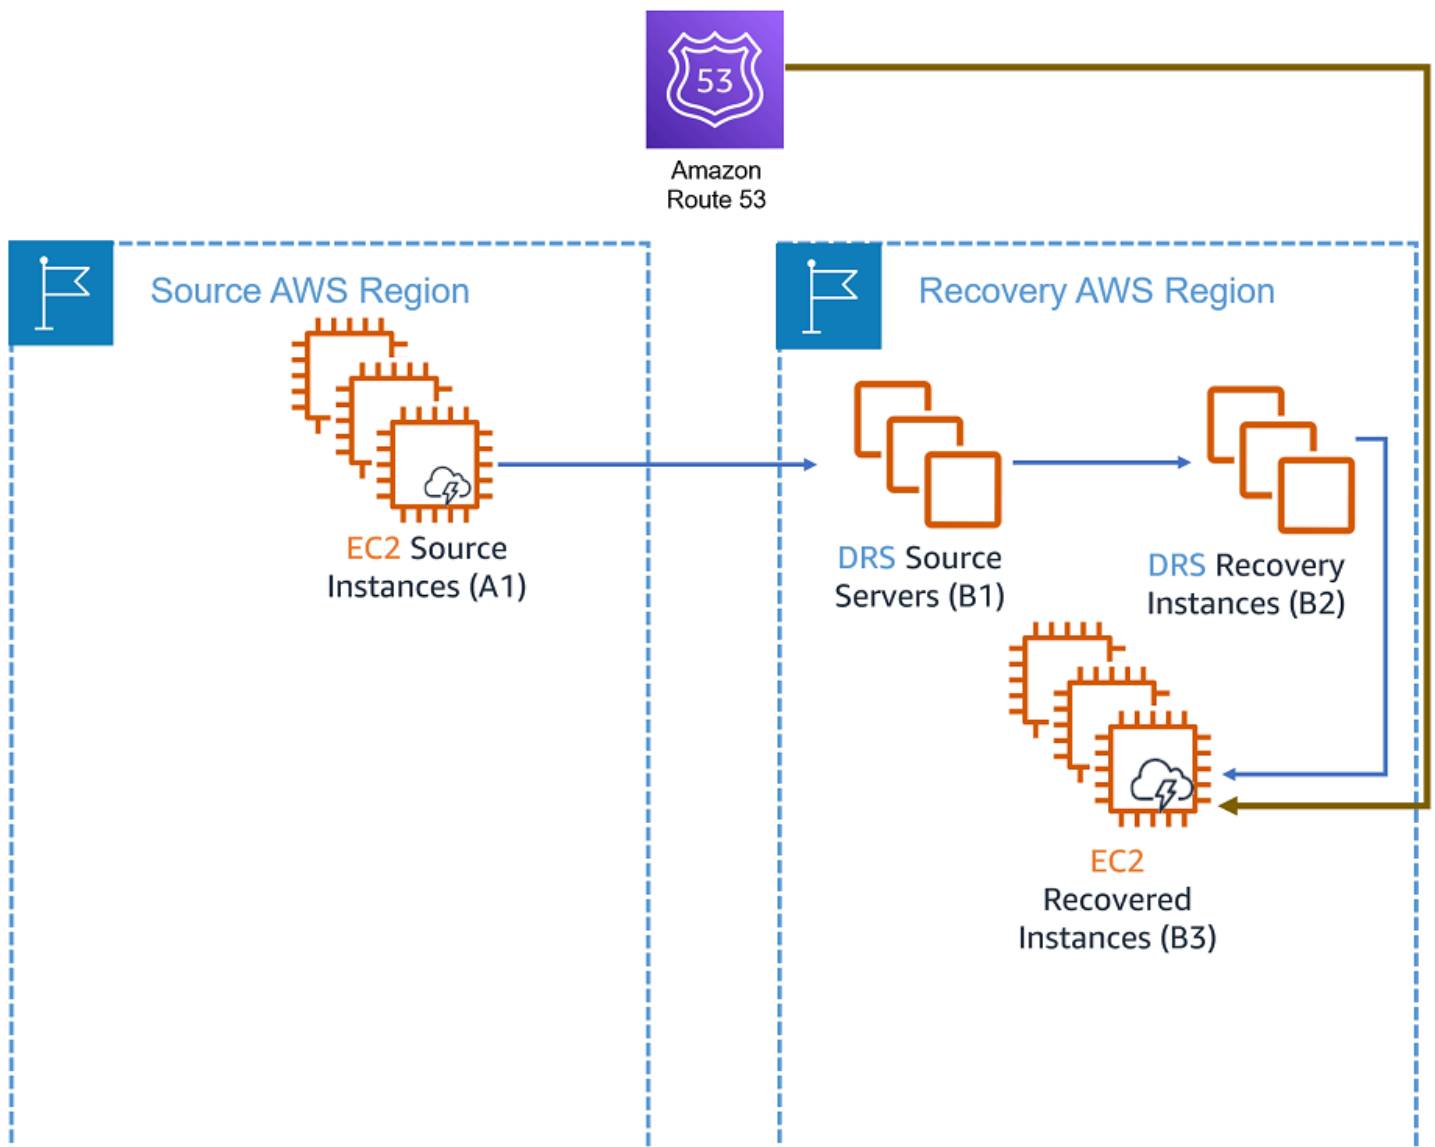 53
Amazon
Route 53
Source AWS Region
Recovery AWS Region
EC2 Source
Instances (A1)
DRS Source
Servers (B1)
DRS Recovery
Instances (B2)
EC2
Recovered
Instances (B3)